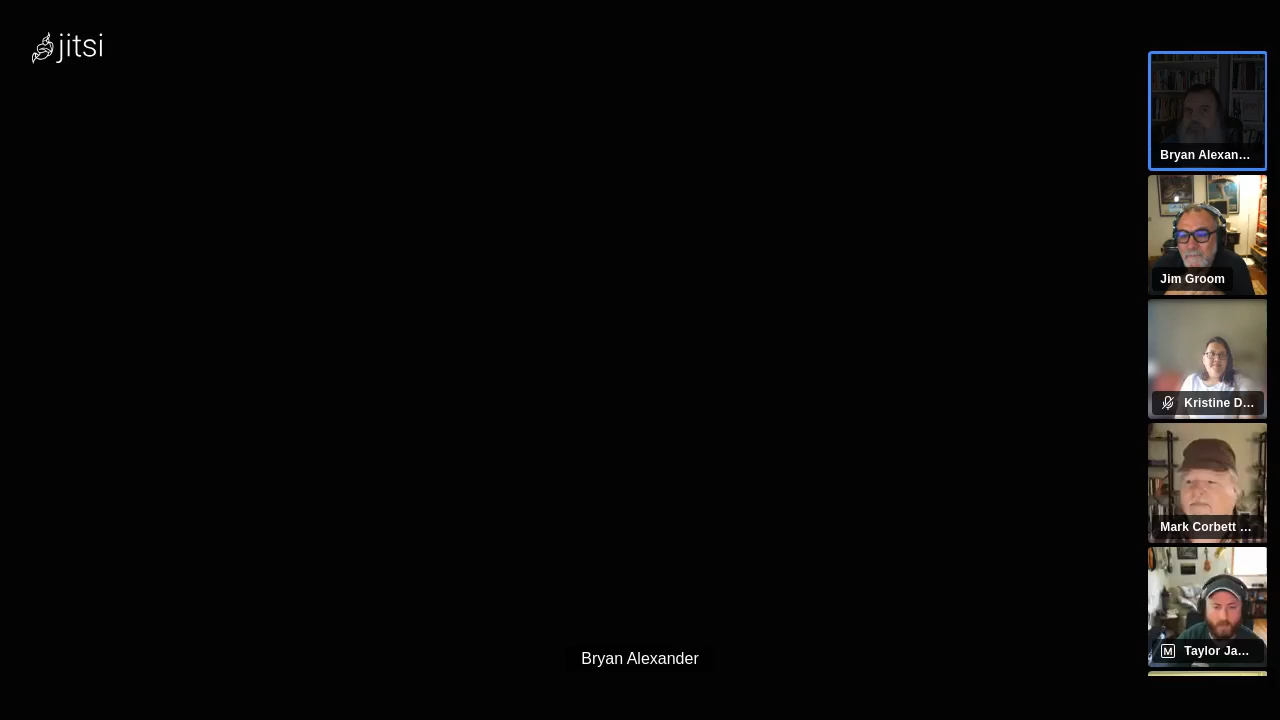 jitsi
Bryan Alexan…
Jim Groom
Kristine D…
Mark Corbett …
M Taylor Ja…
Bryan Alexander